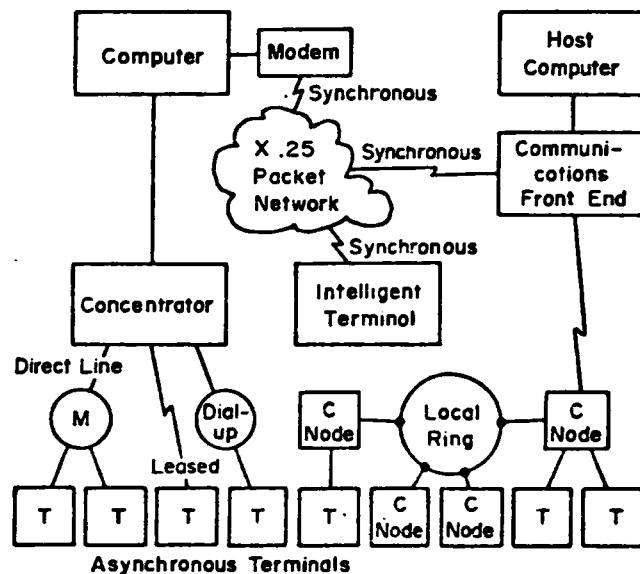 Computer
Modem
Host
Computer
Synchronous
X.25
Packet
Network
Synchronous
Communi-
cotions
Front End
Synchronous
Concentrator
Intelligent
Terminal
Direct Line
M
Dial-
up
Leased
C
Node
Local
Ring
C
Node
T
T
T
T
T
C
Node
C
Node
T
T
Asynchronous Terminals